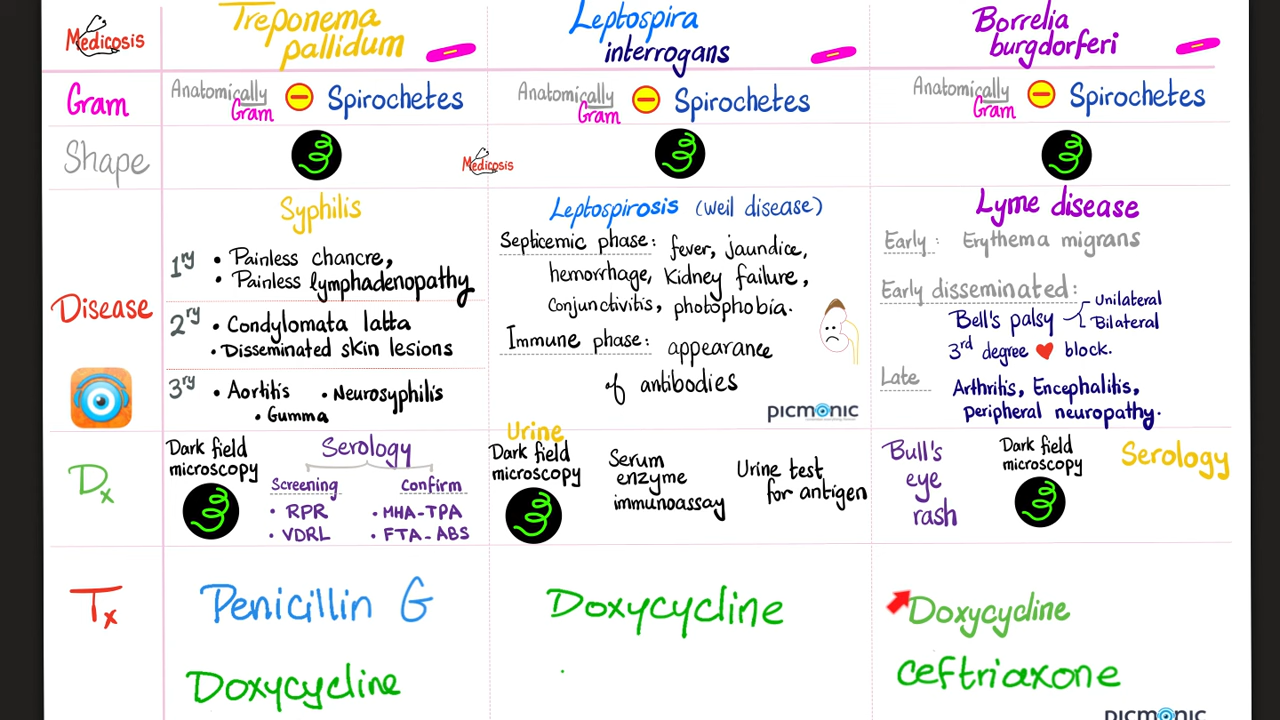 Medicosis
Treponema
pallidum
Leptospira
interrogans
Borrelia
burgdorferi
Gram
Anatomically
Gram
Spirochetes
Anatomically
Gram
Spirochetes
Anatomically
Gram
Spirochetes
Shape
Medicosis
Disease
Syphilis
1ry • Painless chancre,
• Painless lymphadenopathy
2ry • Condylomata latta
• Disseminated skin lesions
3ry • Aortitis • Neurosyphilis
• Gumma
Leptospirosis (weil disease)
Septicemic phase: fever, jaundice,
hemorrhage, Kidney failure,
Conjunctivitis, photophobia.
Immune phase: appearance
of antibodies
PICMONIC
Lyme disease
Early: Erythema migrans
Early disseminated:
Bell's palsy
Unilateral
Bilateral
3rd degree ❤ block.
Late Arthritis, Encephalitis,
peripheral neuropathy.
Dx
Dark field
microscopy
Serology
Screening
• RPR
• VDRL
Confirm
• MHA-TPA
• FTA-ABS
Urine
Dark field
microscopy
Serum
enzyme
immunoassay
Urine test
for antigen
Bull's
eye
rash
Dark field
microscopy
Serology
Tx
Penicillin G
Doxycycline
Doxycycline
Doxycycline
Ceftriaxone
PICMONIC